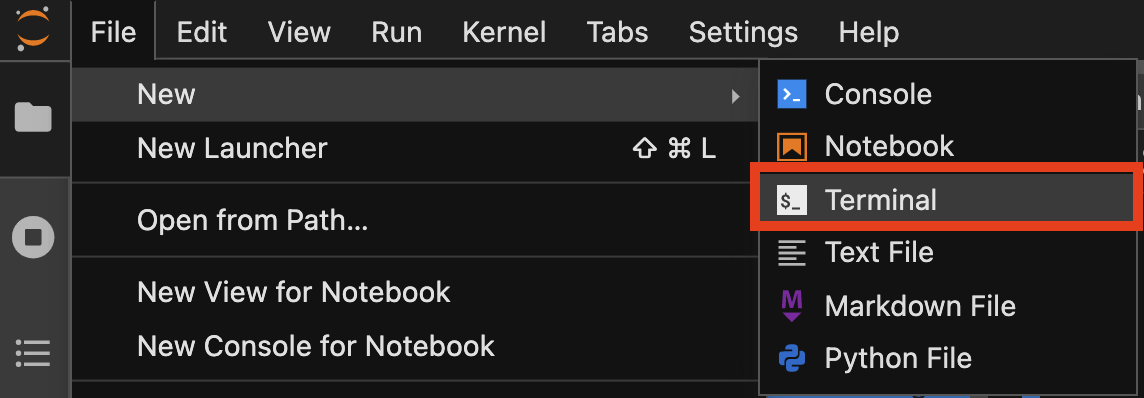 File Edit View Run Kernel Tabs Settings Help
New
New Launcher ⇧ ⌘ L
Open from Path...
New View for Notebook
New Console for Notebook
Console
Notebook
$_ Terminal
Text File
Markdown File
Python File